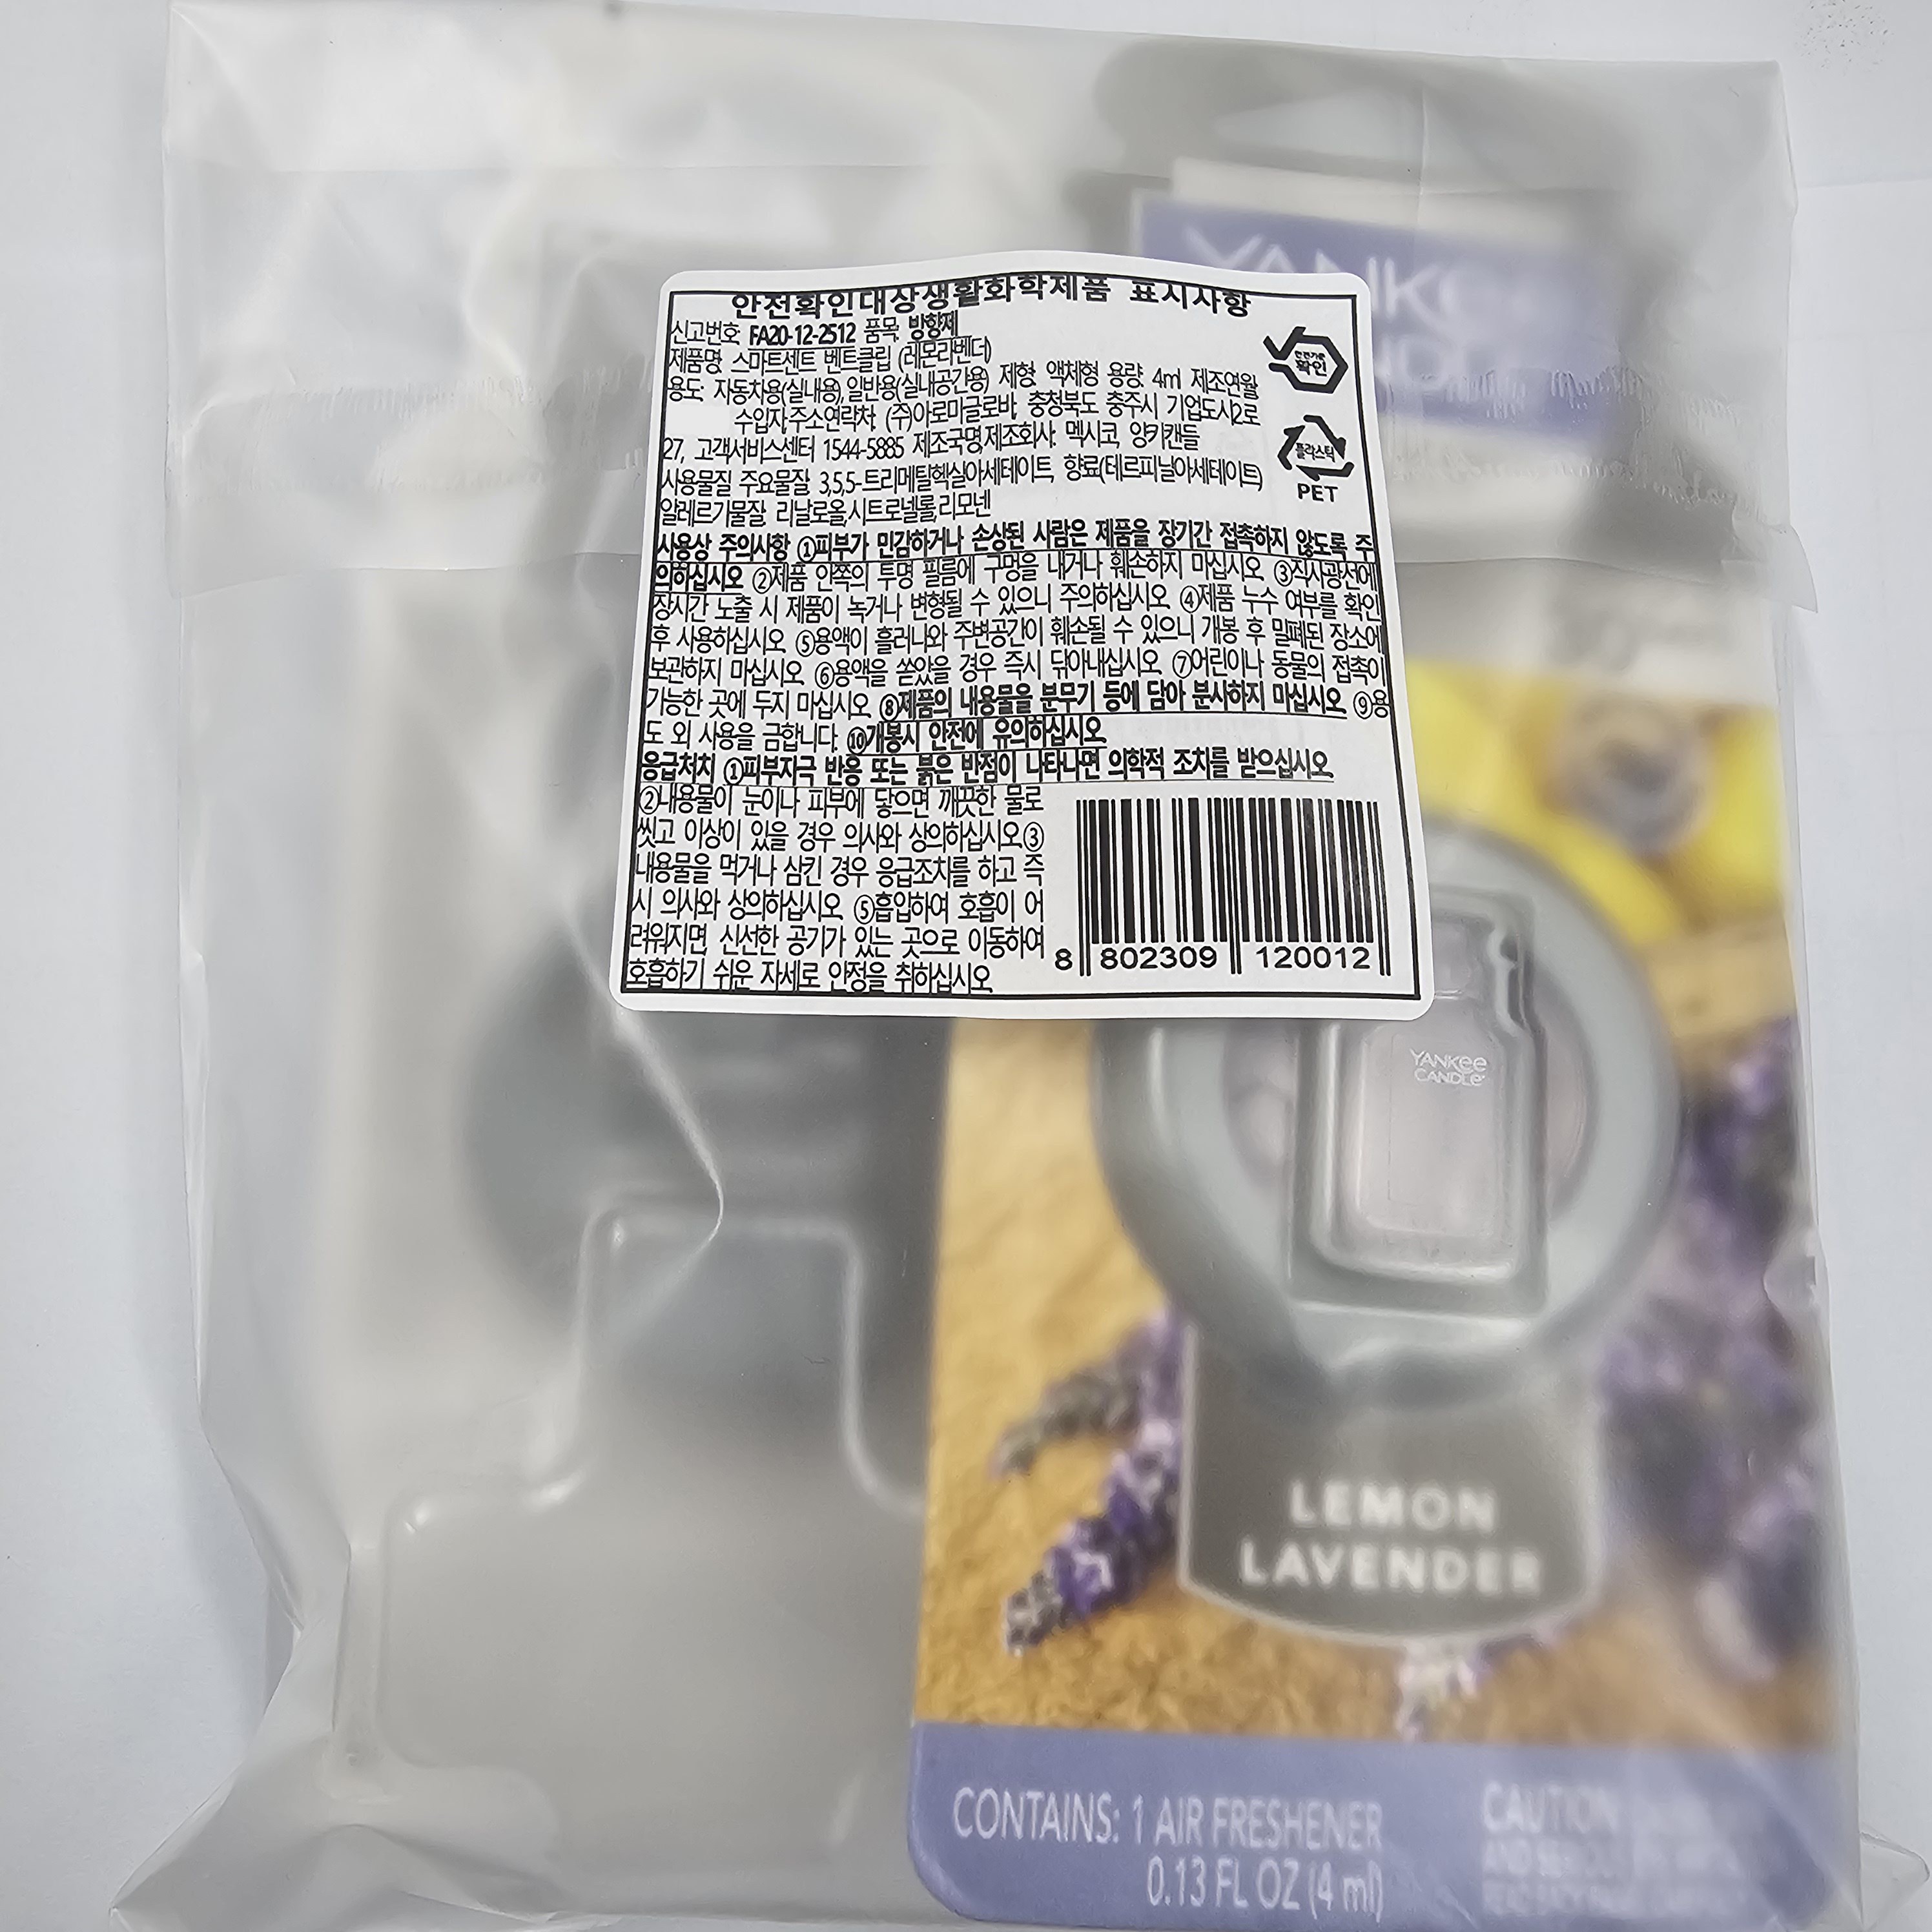 YANK
안전확인대상생활화학제품 표시사항
신고번호: FA20-12-2512 품목: 방향제
제품명: 스마트센트 벤트클립 (레몬라벤더)
용도: 자동차용(실내용),일반용(실내공간용) 제형: 액체형 용량: 4ml 제조연월
수입자,주소,연락처: (주)아로마글로바, 충청북도 충주시 기업도시2로
27, 고객서비스센터 1544-5885 제조국명,제조회사: 멕시코, 양키캔들
사용물질 주요물질: 3,5,5-트리메틸헥실아세테이트, 향료(테르피닐아세테이트)
알레르기물질: 리날로올,시트로넬롤,리모넨
안전기준
확인
플라스틱
PET
사용상 주의사항 ①피부가 민감하거나 손상된 사람은 제품을 장기간 접촉하지 않도록 주
의하십시오 ②제품 안쪽의 투명 필름에 구멍을 내거나 훼손하지 마십시오. ③직사광선에
장시간 노출 시 제품이 녹거나 변형될 수 있으니 주의하십시오. ④제품 누수 여부를 확인
후 사용하십시오. ⑤용액이 흘러나와 주변공간이 훼손될 수 있으니 개봉 후 밀폐된 장소에
보관하지 마십시오. ⑥용액을 쏟았을 경우 즉시 닦아내십시오. ⑦어린이나 동물의 접촉이
가능한 곳에 두지 마십시오. ⑧제품의 내용물을 분무기 등에 담아 분사하지 마십시오. ⑨용
도 외 사용을 금합니다. ⑩개봉시 안전에 유의하십시오.
응급처치 ①피부자극 반응 또는 붉은 반점이 나타나면 의학적 조치를 받으십시오.
②내용물이 눈이나 피부에 닿으면 깨끗한 물로
씻고 이상이 있을 경우 의사와 상의하십시오.③
내용물을 먹거나 삼킨 경우 응급조치를 하고 즉
시 의사와 상의하십시오. ⑤흡입하여 호흡이 어
려워지면, 신선한 공기가 있는 곳으로 이동하여
호흡하기 쉬운 자세로 안정을 취하십시오.
8 802309 120012
YANKEE
CANDLE
LEMON
LAVENDER
CONTAINS: 1 AIR FRESHENER
0.13 FL OZ (4 ml)
CAUTION